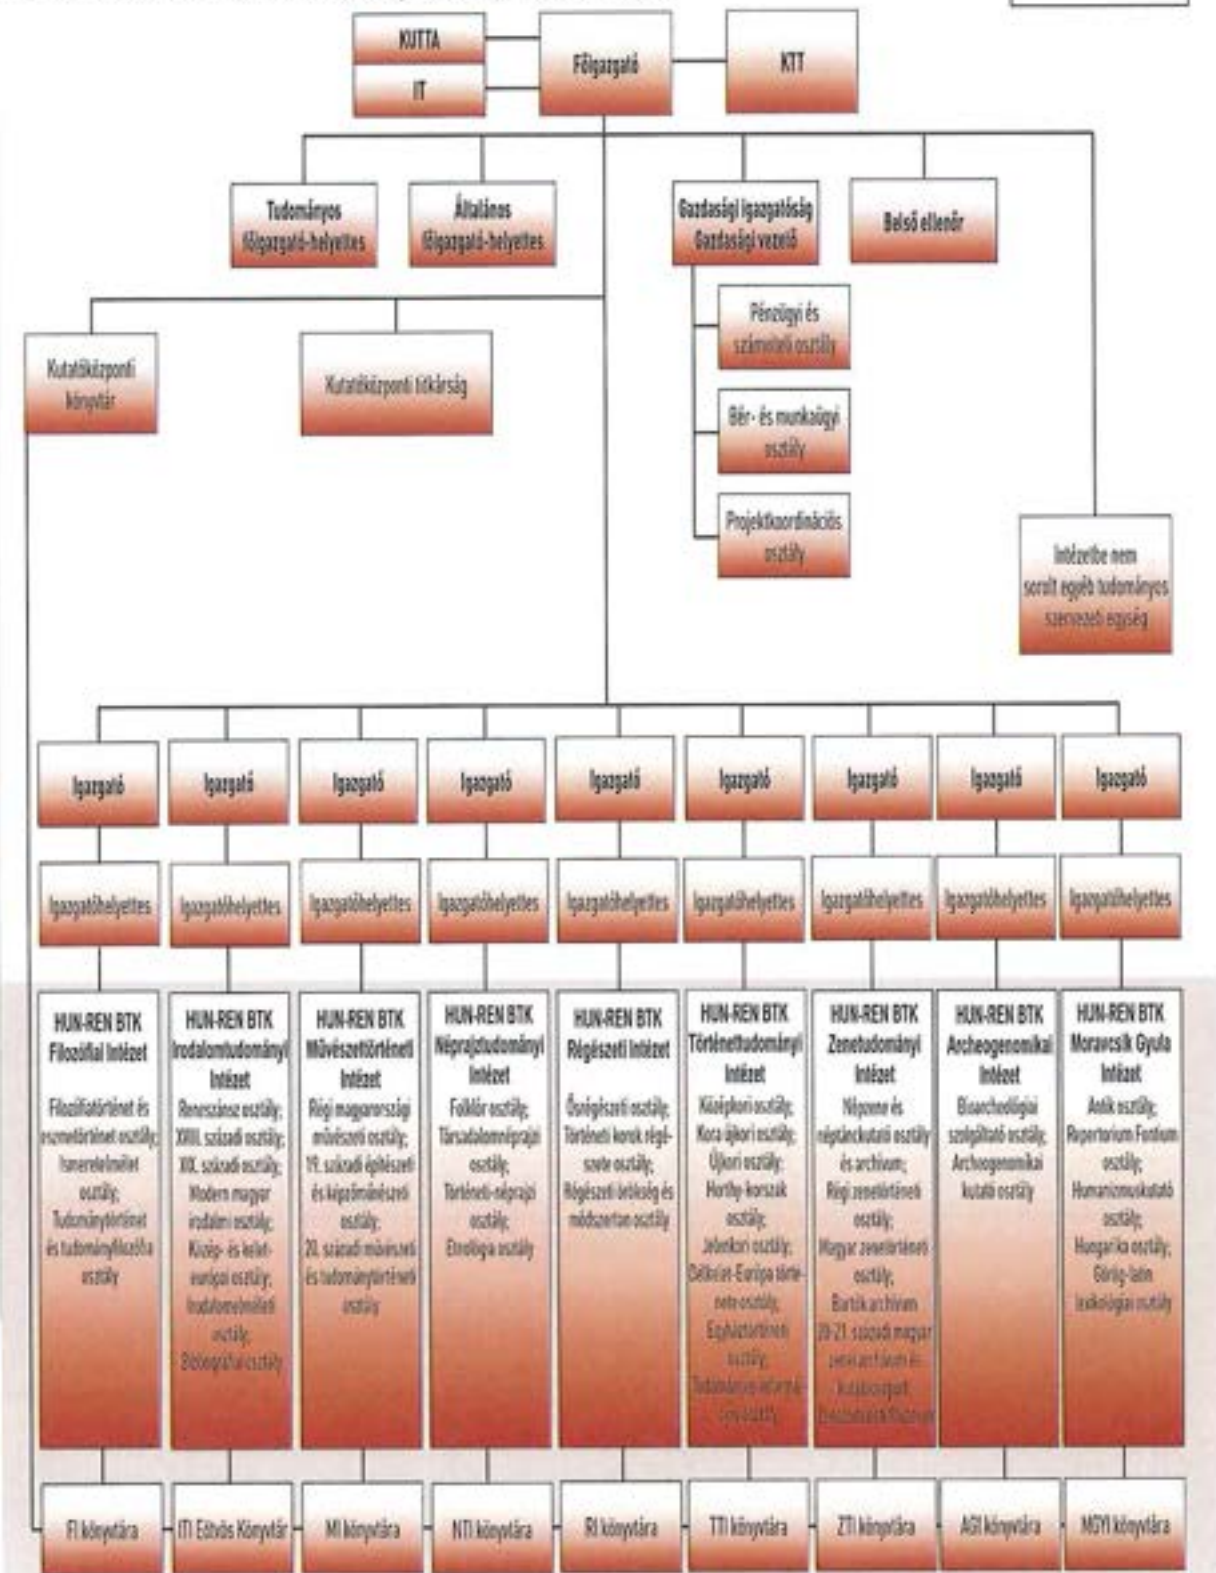 KUTTA
IT
Főigazgató
KTT
Tudományos
főigazgató-helyettes
Általános
főigazgató-helyettes
Gazdasági igazgatóság
Gazdasági vezető
Belső ellenőr
Pénzügyi és
számviteli osztály
Bér- és munkaügyi
osztály
Projektkoordinációs
osztály
Kutatóközponti
könyvtár
Kutatóközponti titkárság
Intézetbe nem
sorolt egyéb tudományos
szervezeti egység
Igazgató
Igazgató
Igazgató
Igazgató
Igazgató
Igazgató
Igazgató
Igazgató
Igazgató
Igazgatóhelyettes
Igazgatóhelyettes
Igazgatóhelyettes
Igazgatóhelyettes
Igazgatóhelyettes
Igazgatóhelyettes
Igazgatóhelyettes
Igazgatóhelyettes
Igazgatóhelyettes
HUN-REN BTK
Filozófiai Intézet
Filozófiatörténet és
eszmetörténet osztály;
Ismeretelmélet
osztály;
Tudománytörténet
és tudományfilozófia
osztály
HUN-REN BTK
Irodalomtudományi
Intézet
Reneszánsz osztály;
XVIII. századi osztály;
XIX. századi osztály;
Modern magyar
irodalmi osztály;
Közép- és kelet-
európai osztály;
Irodalomelméleti
osztály;
Bibliográfiai osztály
HUN-REN BTK
Művészettörténeti
Intézet
Régi magyarországi
művészeti osztály;
19. századi építészeti
és képzőművészeti
osztály;
20. századi művészeti
és tudománytörténeti
osztály
HUN-REN BTK
Néprajztudományi
Intézet
Folklór osztály;
Társadalomnéprajzi
osztály;
Történeti-néprajzi
osztály;
Etnológia osztály
HUN-REN BTK
Régészeti Intézet
Ősrégészeti osztály;
Történeti korok régé-
szete osztály;
Régészeti örökség és
módszertan osztály
HUN-REN BTK
Történettudományi
Intézet
Középkori osztály;
Kora újkori osztály;
Újkori osztály;
Horthy-korszak
osztály;
Jelenkori osztály;
Délkelet-Európa törté-
nete osztály;
Egyháztörténeti
osztály;
HUN-REN BTK
Zenetudományi
Intézet
Népzene és
néptánckutató osztály
és archívum;
Régi zenetörténeti
osztály;
Magyar zenetörténeti
osztály;
Bartók archívum
20-21. századi magyar
HUN-REN BTK
Archeogenomikai
Intézet
Bioarcheológiai
szolgáltató osztály;
Archeogenomikai
kutató osztály
HUN-REN BTK
Moravcsik Gyula
Intézet
Antik osztály;
Repertorium Fontium
osztály;
Humanizmuskutató
osztály;
Hungarika osztály;
Görög-latin
lexikológiai osztály
FI könyvtára
ITI Eötvös Könyvtár
MI könyvtára
NTI könyvtára
RI könyvtára
TTI könyvtára
ZTI könyvtára
AGI könyvtára
MGYI könyvtára